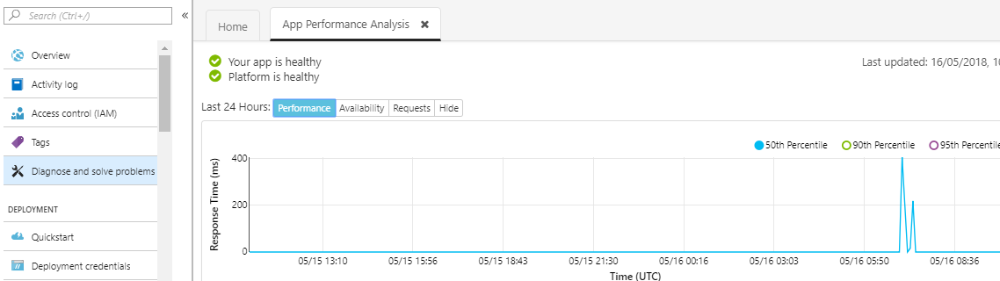 Search (Ctrl+/)
«
Overview
Activity log
Access control (IAM)
Tags
Diagnose and solve problems
DEPLOYMENT
Quickstart
Deployment credentials
Home
App Performance Analysis
Your app is healthy
Platform is healthy
Last updated: 16/05/2018, 10
Last 24 Hours: Performance Availability Requests Hide
50th Percentile 90th Percentile 95th Percentile
Response Time (ms)
400
200
0
05/15 13:10 05/15 15:56 05/15 18:43 05/15 21:30 05/16 00:16 05/16 03:03 05/16 05:50 05/16 08:36
Time (UTC)